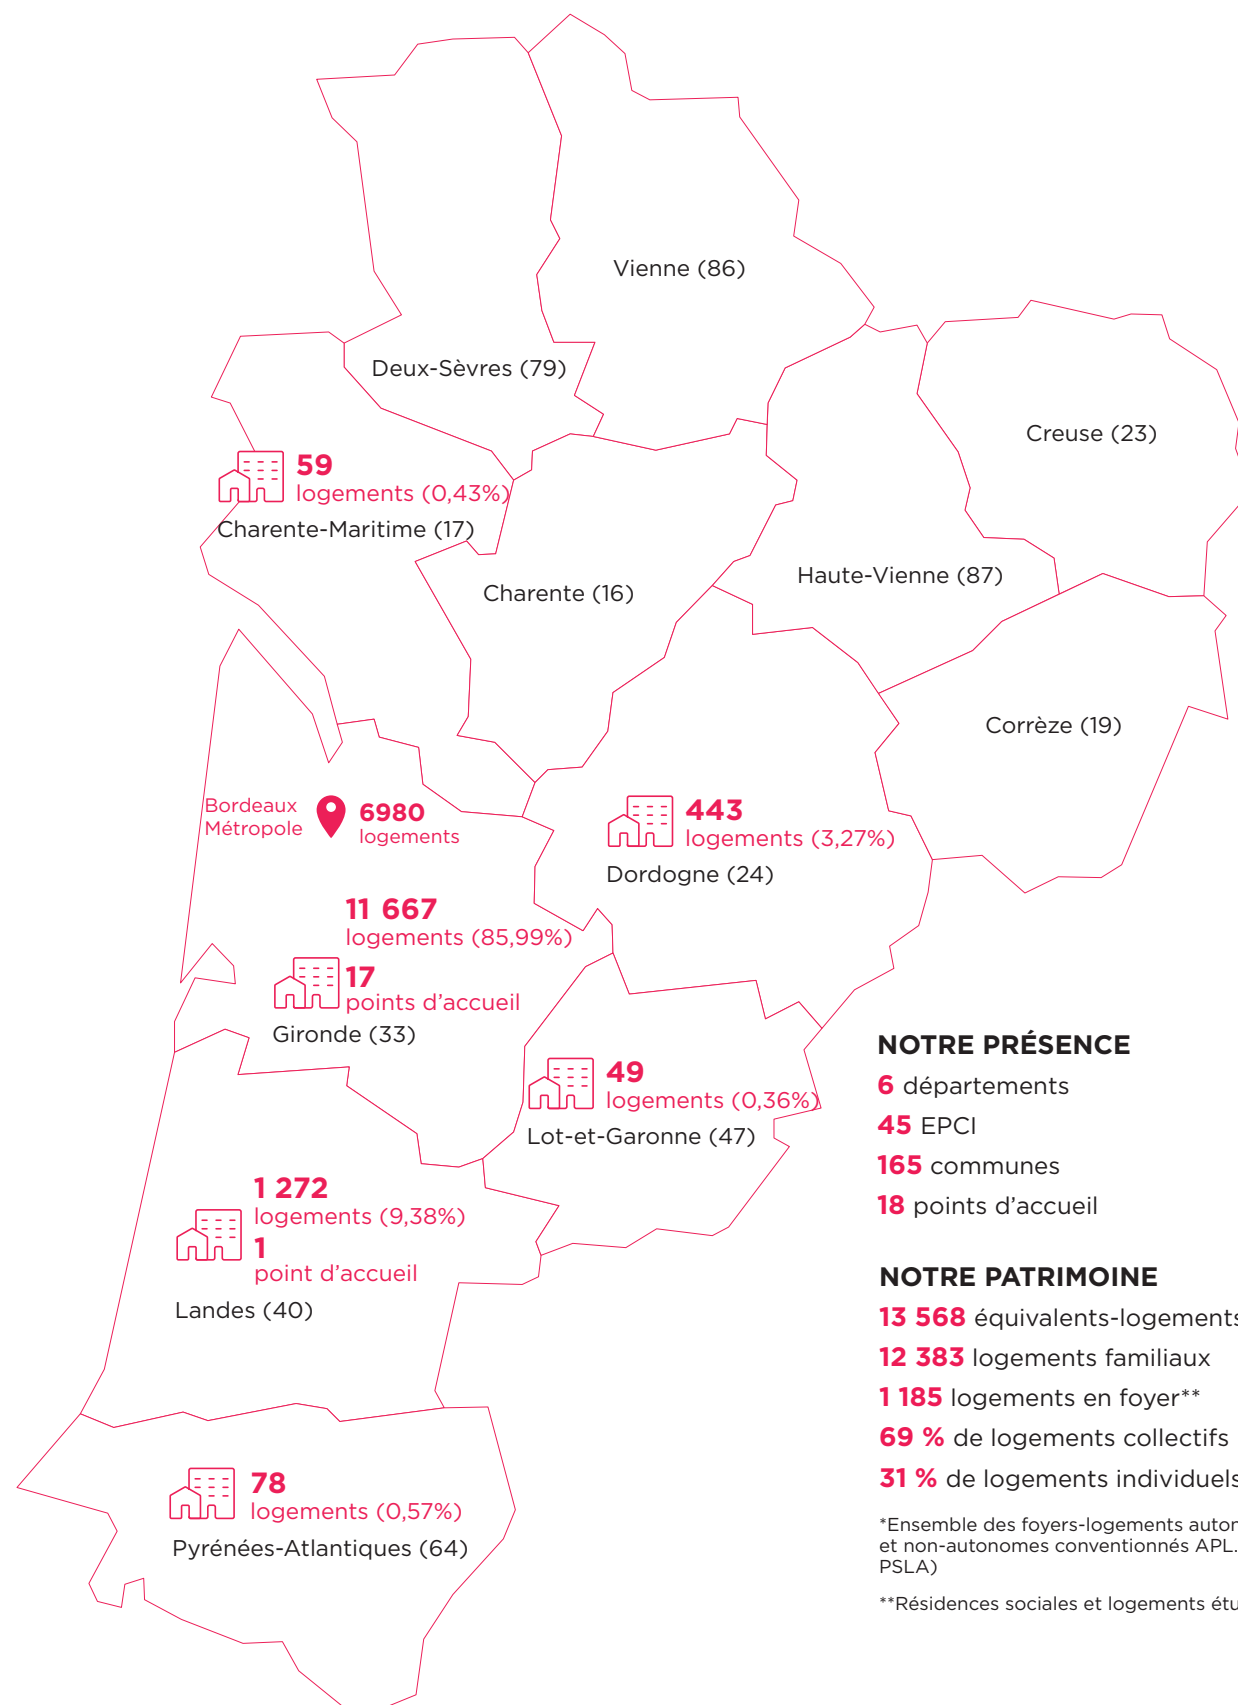 Vienne (86)
Deux-Sèvres (79)
Creuse (23)
59
logements (0,43%)
Charente-Maritime (17)
Haute-Vienne (87)
Charente (16)
Corrèze (19)
Bordeaux
Métropole
6980
logements
443
logements (3,27%)
Dordogne (24)
11 667
logements (85,99%)
17
points d’accueil
Gironde (33)
49
logements (0,36%)
Lot-et-Garonne (47)
1 272
logements (9,38%)
1
point d’accueil
Landes (40)
78
logements (0,57%)
Pyrénées-Atlantiques (64)
NOTRE PRÉSENCE
6 départements
45 EPCI
165 communes
18 points d’accueil
NOTRE PATRIMOINE
13 568 équivalents-logements
12 383 logements familiaux
1 185 logements en foyer**
69 % de logements collectifs
31 % de logements individuels
*Ensemble des foyers-logements
et non-autonomes conventionnés APL.
PSLA)
**Résidences sociales et logements